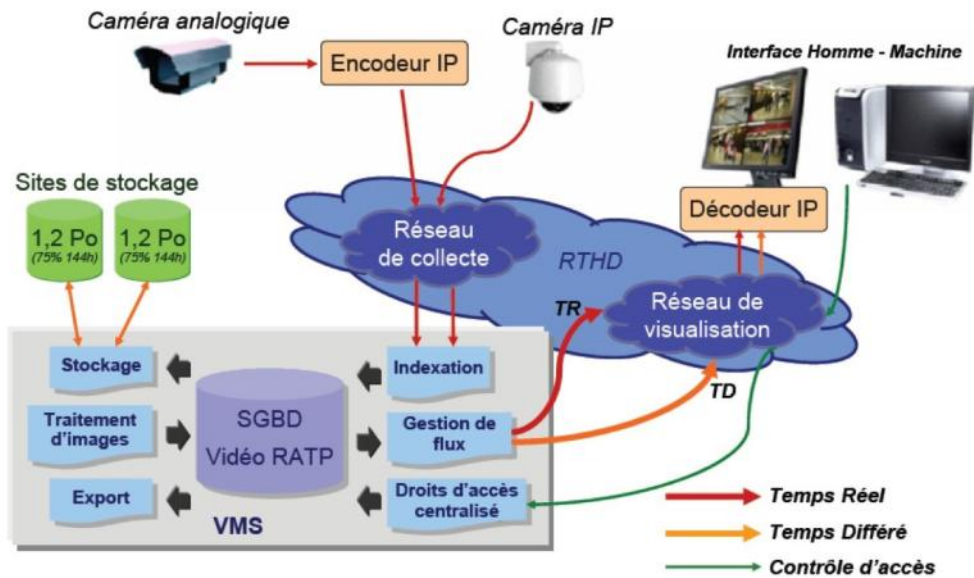 Caméra analogique
Caméra IP
Encodeur IP
Interface Homme - Machine
Sites de stockage
1,2 Po
(75% 144h)
1,2 Po
(75% 144h)
Décodeur IP
Réseau
de collecte
RTHD
Réseau de
visualisation
TR
TD
Stockage
Indexation
Traitement
d'images
SGBD
Vidéo RATP
Gestion de
flux
Export
Droits d'accès
centralisé
VMS
Temps Réel
Temps Différé
Contrôle d'accès